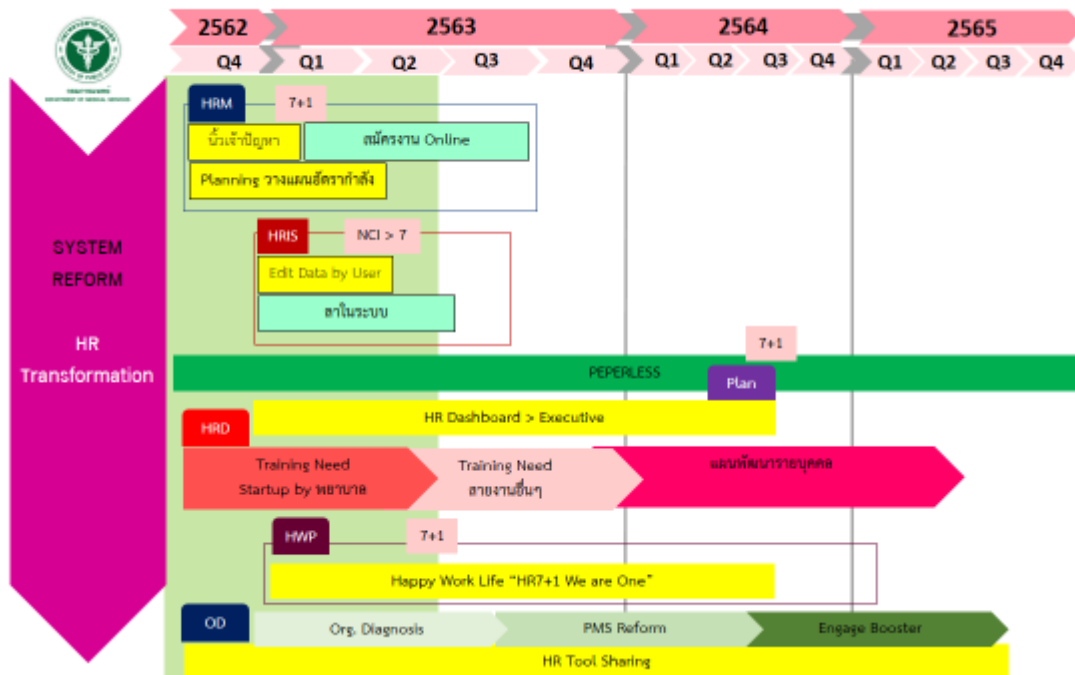 2562 2563 2564 2565
Q4 Q1 Q2 Q3 Q4 Q1 Q2 Q3 Q4 Q1 Q2 Q3 Q4
DEPARTMENT OF MEDICAL SERVICES
SYSTEM
REFORM
HR
Transformation
HRM 7+1
นิ้วเจ้าปัญหา สมัครงาน Online
Planning วางแผนอัตรากำลัง
HRIS NCI > 7
Edit Data by User
ลาในระบบ
7+1
PEPERLESS
Plan
HR Dashboard > Executive
HRD
Training Need
Startup by พยาบาล
Training Need
สายงานอื่นๆ
แผนพัฒนารายบุคคล
HWP 7+1
Happy Work Life “HR7+1 We are One”
OD
Org. Diagnosis PMS Reform Engage Booster
HR Tool Sharing